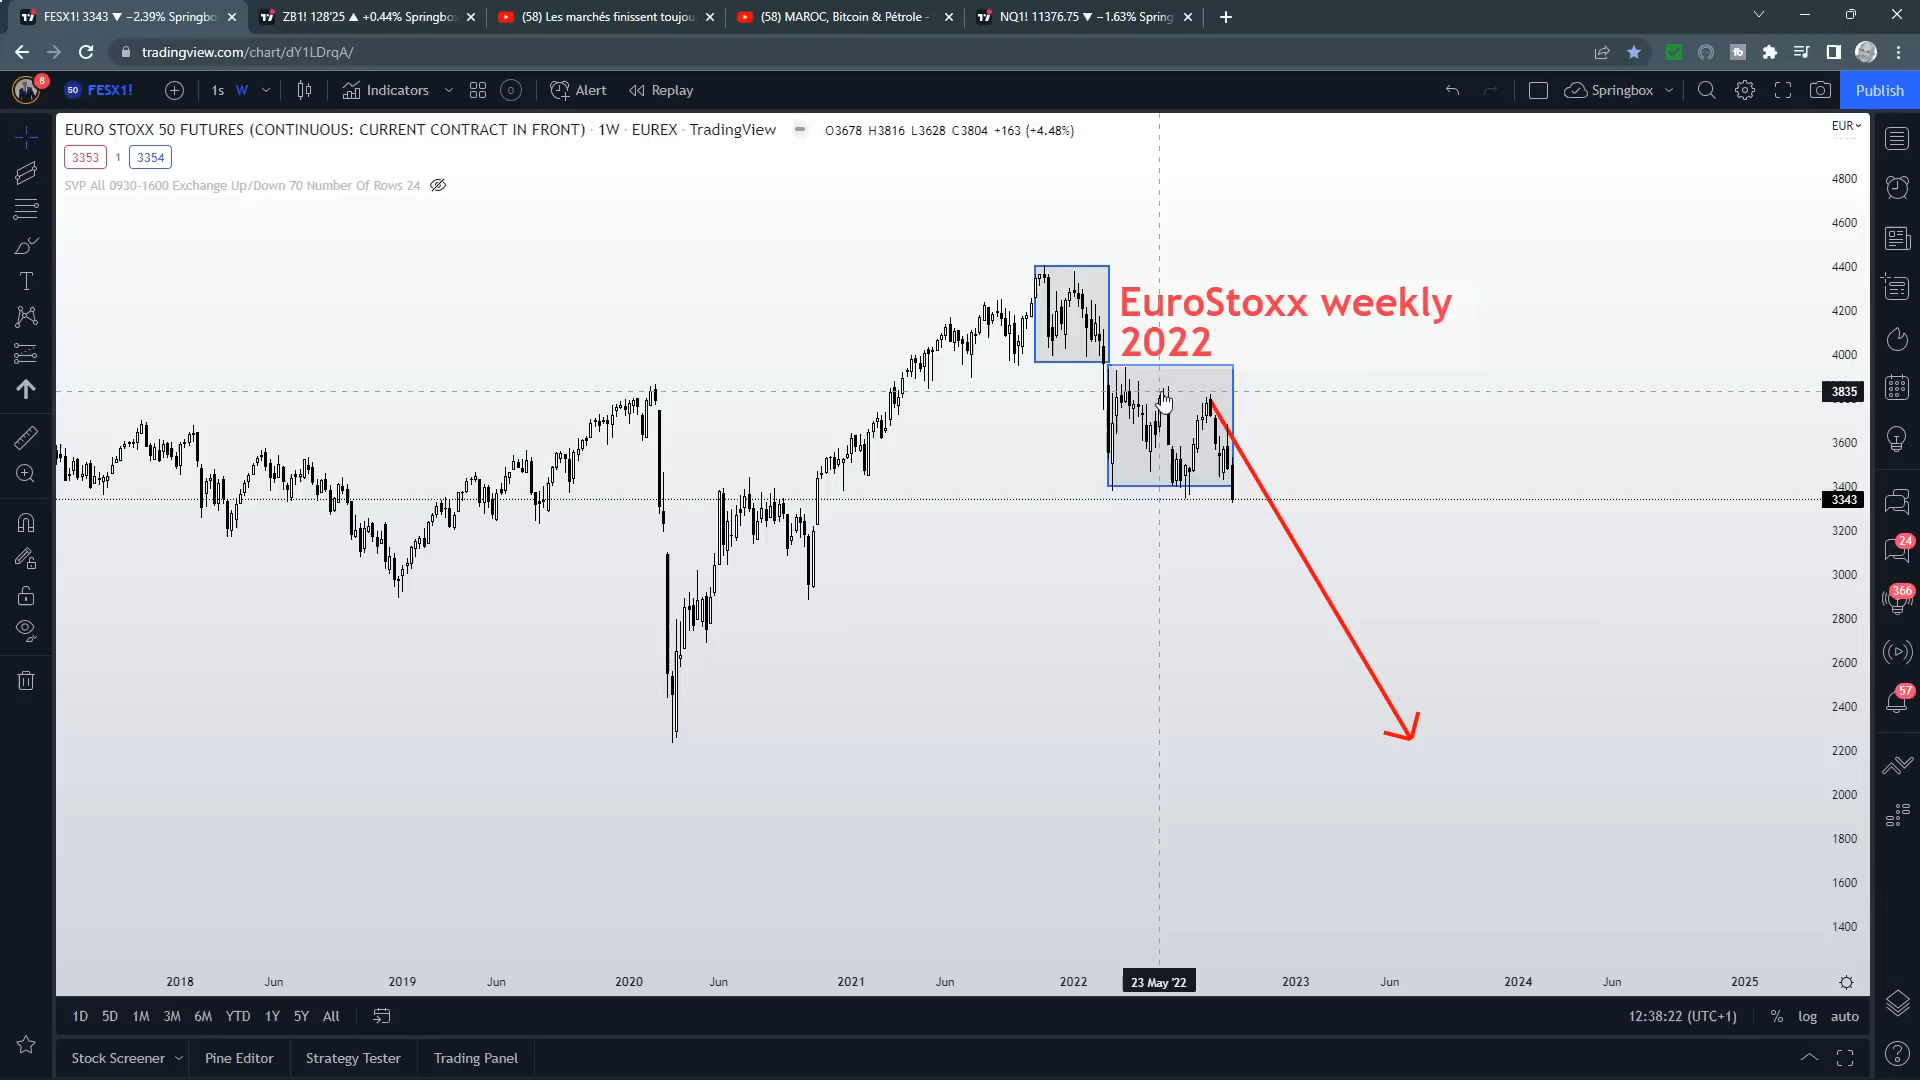 FESX1! 3343 ▼ −2.39% Springbo
ZB1! 128'25 ▲ +0.44% Springbo
(58) Les marchés finissent toujou
(58) MAROC, Bitcoin & Pétrole -
NQ1! 11376.75 ▼ −1.63% Spring
tradingview.com/chart/dY1LDrqA/
8
50 FESX1!
1s W
Indicators
Alert
Replay
Springbox
Publish
EURO STOXX 50 FUTURES (CONTINUOUS: CURRENT CONTRACT IN FRONT) · 1W · EUREX · TradingView
O3678 H3816 L3628 C3804 +163 (+4.48%)
EUR
3353 1 3354
SVP All 0930-1600 Exchange Up/Down 70 Number Of Rows 24
EuroStoxx weekly
2022
4800
4600
4400
4200
4000
3835
3600
3400
3343
3200
3000
2800
2600
2400
2200
2000
1800
1600
1400
24
366
57
2018 Jun 2019 Jun 2020 Jun 2021 Jun 2022 23 May '22 2023 Jun 2024 Jun 2025
1D 5D 1M 3M 6M YTD 1Y 5Y All
12:38:22 (UTC+1) % log auto
Stock Screener Pine Editor Strategy Tester Trading Panel